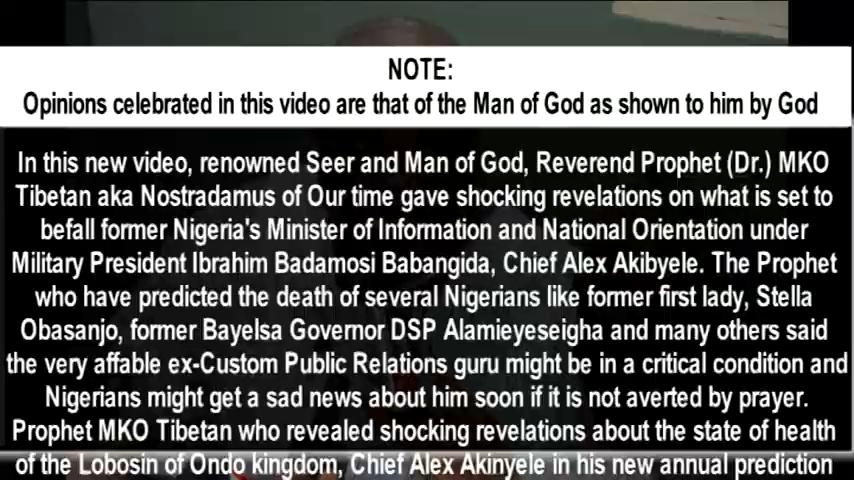 NOTE:
Opinions celebrated in this video are that of the Man of God as shown to him by God
In this new video, renowned Seer and Man of God, Reverend Prophet (Dr.) MKO
Tibetan aka Nostradamus of Our time gave shocking revelations on what is set to
befall former Nigeria's Minister of Information and National Orientation under
Military President Ibrahim Badamosi Babangida, Chief Alex Akibyele. The Prophet
who have predicted the death of several Nigerians like former first lady, Stella
Obasanjo, former Bayelsa Governor DSP Alamieyeseigha and many others said
the very affable ex-Custom Public Relations guru might be in a critical condition and
Nigerians might get a sad news about him soon if it is not averted by prayer.
Prophet MKO Tibetan who revealed shocking revelations about the state of health
of the Lobosin of Ondo kingdom, Chief Alex Akinyele in his new annual prediction